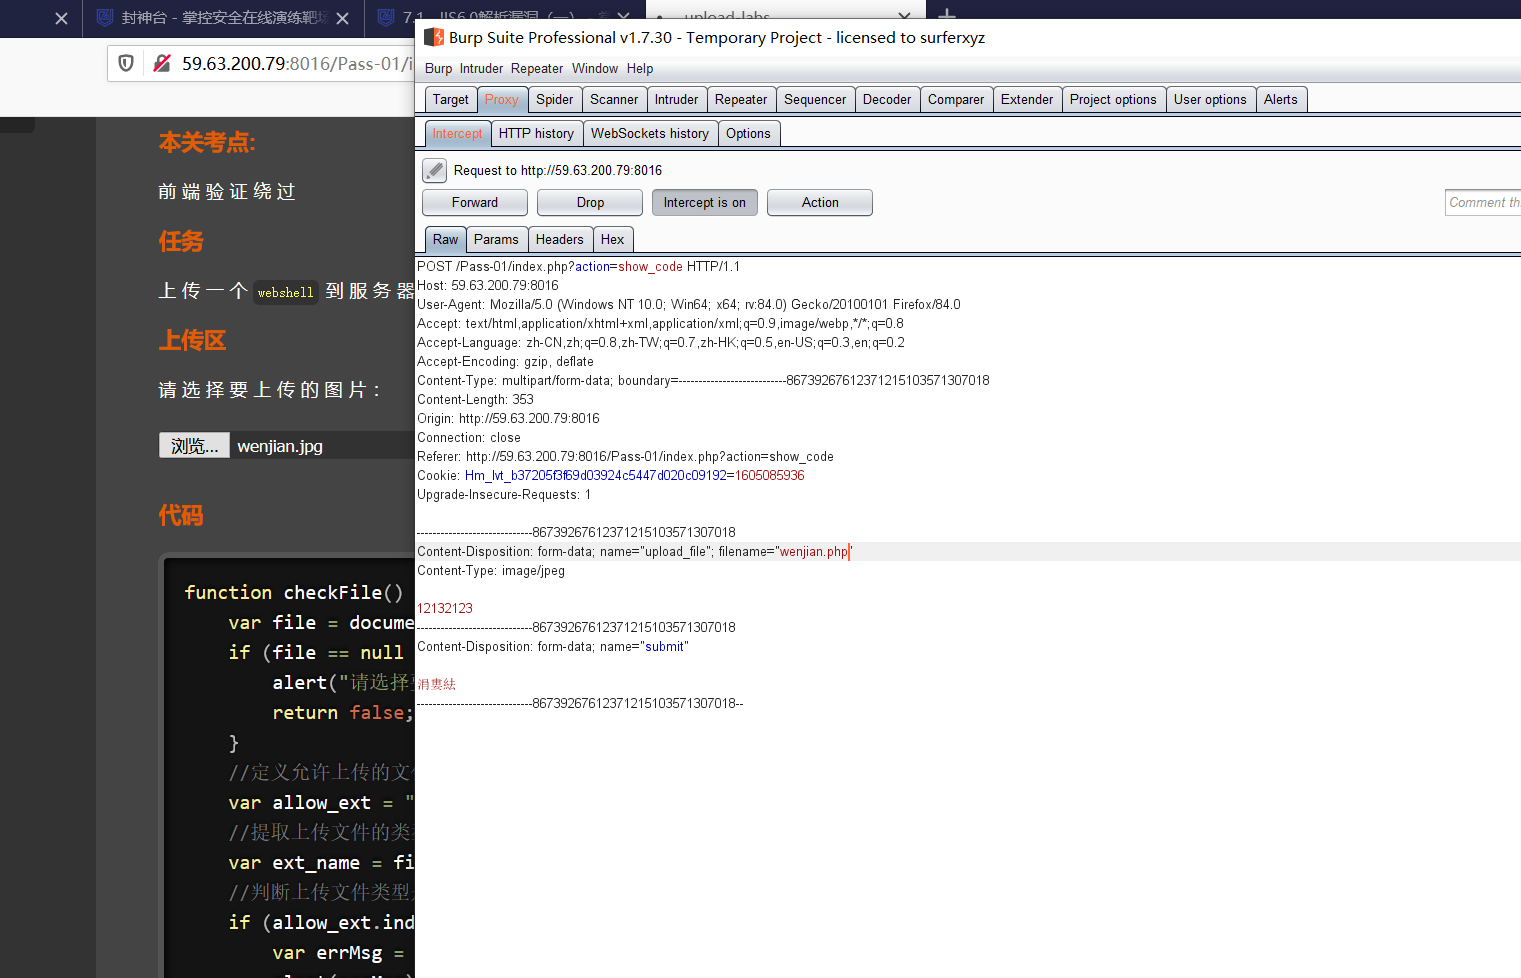 封神台 - 掌控安全在线演练靶场
upload-labs
59.63.200.79:8016/Pass-01/i
本关考点:
前端验证绕过
任务
上传一个 webshell 到服务器
上传区
请选择要上传的图片：
浏览... wenjian.jpg
代码
function checkFile()
var file = docume
if (file == null
alert("请选择
return false;
}
//定义允许上传的文
var allow_ext = "
//提取上传文件的类
var ext_name = fi
//判断上传文件类型
if (allow_ext.ind
var errMsg =
Burp Suite Professional v1.7.30 - Temporary Project - licensed to surferxyz
Burp Intruder Repeater Window Help
Target Proxy Spider Scanner Intruder Repeater Sequencer Decoder Comparer Extender Project options User options Alerts
Intercept HTTP history WebSockets history Options
Request to http://59.63.200.79:8016
Forward Drop Intercept is on Action
Comment th
Raw Params Headers Hex
POST /Pass-01/index.php?action=show_code HTTP/1.1
Host: 59.63.200.79:8016
User-Agent: Mozilla/5.0 (Windows NT 10.0; Win64; x64; rv:84.0) Gecko/20100101 Firefox/84.0
Accept: text/html,application/xhtml+xml,application/xml;q=0.9,image/webp,*/*;q=0.8
Accept-Language: zh-CN,zh;q=0.8,zh-TW;q=0.7,zh-HK;q=0.5,en-US;q=0.3,en;q=0.2
Accept-Encoding: gzip, deflate
Content-Type: multipart/form-data; boundary=---------------------------86739267612371215103571307018
Content-Length: 353
Origin: http://59.63.200.79:8016
Connection: close
Referer: http://59.63.200.79:8016/Pass-01/index.php?action=show_code
Cookie: Hm_lvt_b37205f3f69d03924c5447d020c09192=1605085936
Upgrade-Insecure-Requests: 1
-----------------------------86739267612371215103571307018
Content-Disposition: form-data; name="upload_file"; filename="wenjian.php"
Content-Type: image/jpeg
12132123
-----------------------------86739267612371215103571307018
Content-Disposition: form-data; name="submit"
涓婁紶
-----------------------------86739267612371215103571307018--